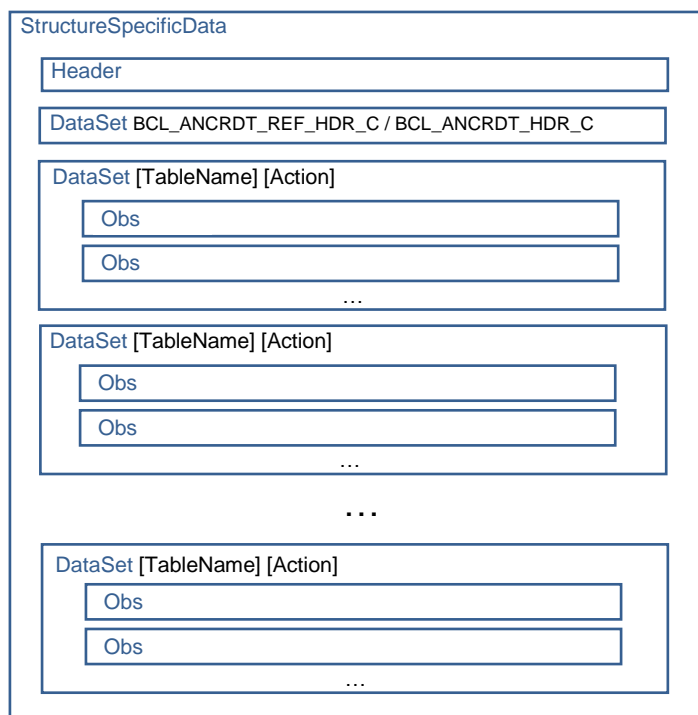 StructureSpecificData
Header
DataSet BCL_ANCRDT_REF_HDR_C / BCL_ANCRDT_HDR_C
DataSet [TableName] [Action]
Obs
Obs
...
DataSet [TableName] [Action]
Obs
Obs
...
...
DataSet [TableName] [Action]
Obs
Obs
...